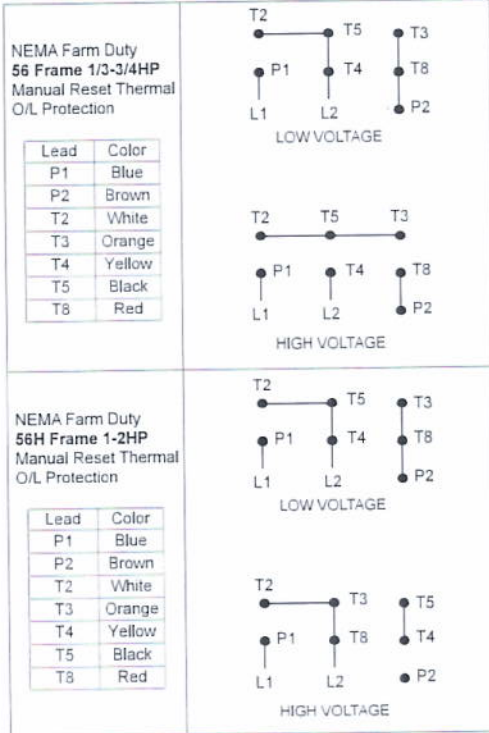 NEMA Farm Duty
56 Frame 1/3-3/4HP
Manual Reset Thermal
O/L Protection
Lead Color
P1 Blue
P2 Brown
T2 White
T3 Orange
T4 Yellow
T5 Black
T8 Red
T2
T5 T3
P1 T4 T8
P2
L1 L2
LOW VOLTAGE
T2 T5 T3
P1 T4 T8
P2
L1 L2
HIGH VOLTAGE
NEMA Farm Duty
56H Frame 1-2HP
Manual Reset Thermal
O/L Protection
Lead Color
P1 Blue
P2 Brown
T2 White
T3 Orange
T4 Yellow
T5 Black
T8 Red
T2
T5 T3
P1 T4 T8
P2
L1 L2
LOW VOLTAGE
T2
T3 T5
P1 T8 T4
P2
L1 L2
HIGH VOLTAGE